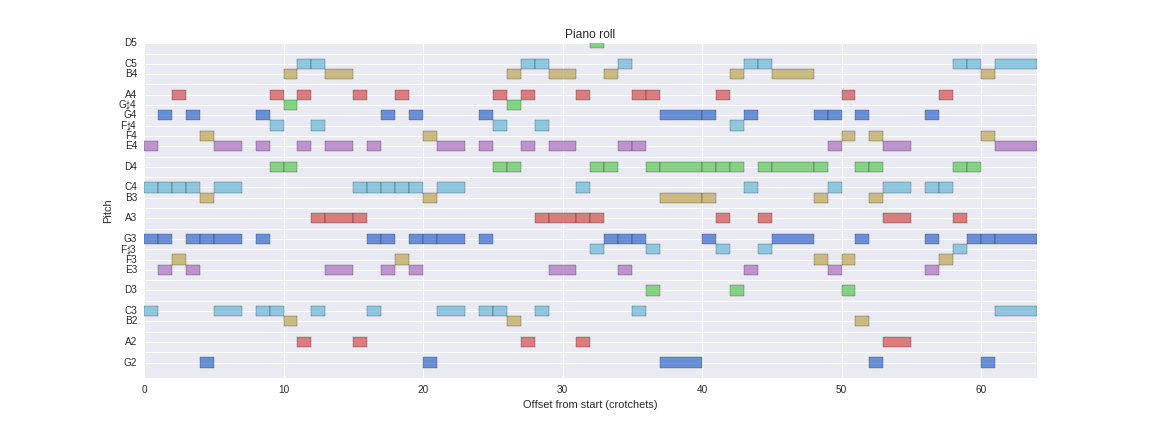 Piano roll
D5
C5
B4
A4
G♯4
G4
F♯4
F4
E4
D4
C4
B3
A3
G3
F♯3
F3
E3
D3
C3
B2
A2
G2
Pitch
0 10 20 30 40 50 60
Offset from start (crotchets)